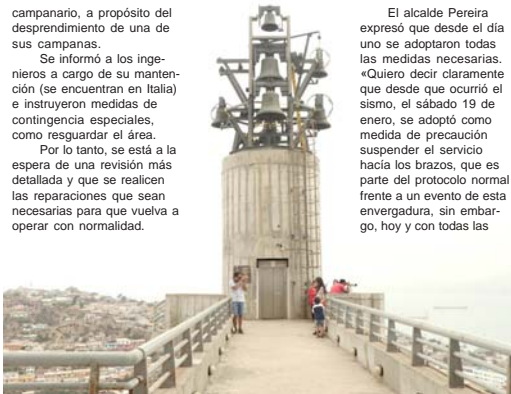 campanario, a propósito del
desprendimiento de una de
sus campanas.
Se informó a los inge-
nieros a cargo de su manten-
ción (se encuentran en Italia)
e instruyeron medidas de
contingencia especiales,
como resguardar el área.
Por lo tanto, se está a la
espera de una revisión más
detallada y que se realicen
las reparaciones que sean
necesarias para que vuelva a
operar con normalidad.
El alcalde Pereira
expresó que desde el día
uno se adoptaron todas
las medidas necesarias.
«Quiero decir claramente
que desde que ocurrió el
sismo, el sábado 19 de
enero, se adoptó como
medida de precaución
suspender el servicio
hacía los brazos, que es
parte del protocolo normal
frente a un evento de esta
envergadura, sin embar-
go, hoy y con todas las